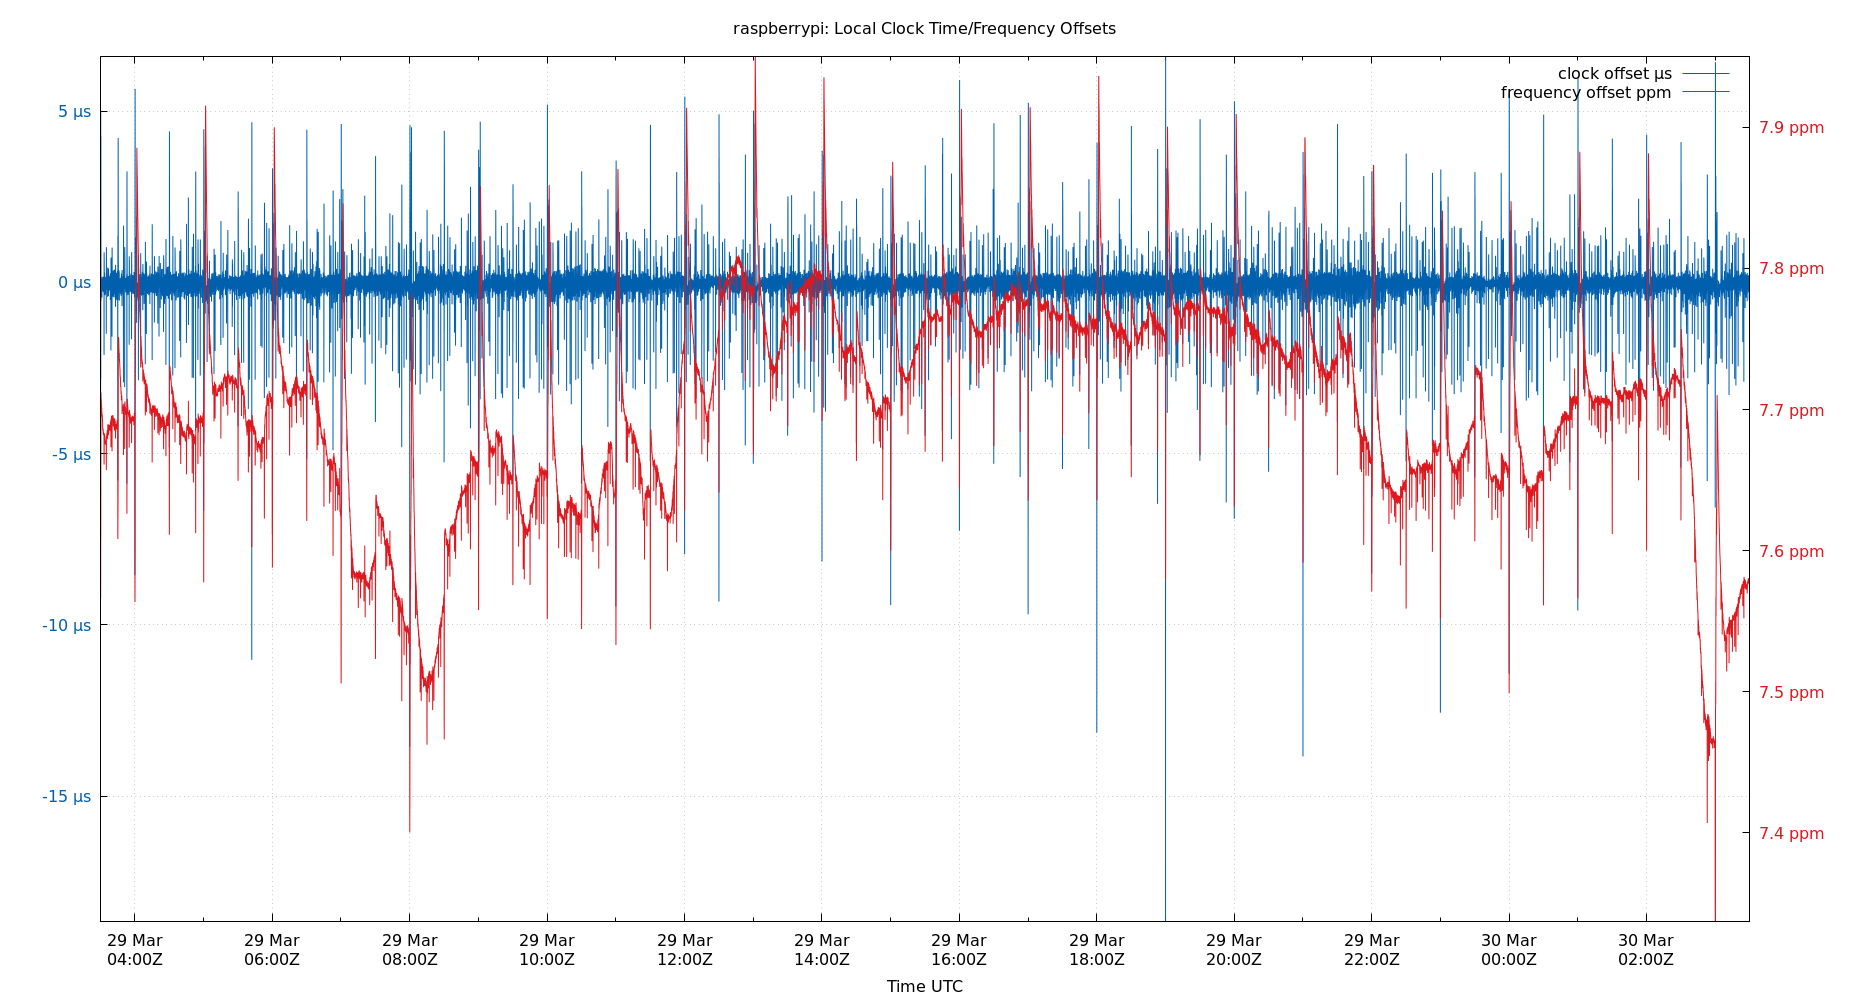 raspberrypi: Local Clock Time/Frequency Offsets
clock offset µs
frequency offset ppm
5 µs
0 µs
-5 µs
-10 µs
-15 µs
7.9 ppm
7.8 ppm
7.7 ppm
7.6 ppm
7.5 ppm
7.4 ppm
29 Mar 29 Mar 29 Mar 29 Mar 29 Mar 29 Mar 29 Mar 29 Mar 29 Mar 29 Mar 30 Mar 30 Mar
04:00Z 06:00Z 08:00Z 10:00Z 12:00Z 14:00Z 16:00Z 18:00Z 20:00Z 22:00Z 00:00Z 02:00Z
Time UTC